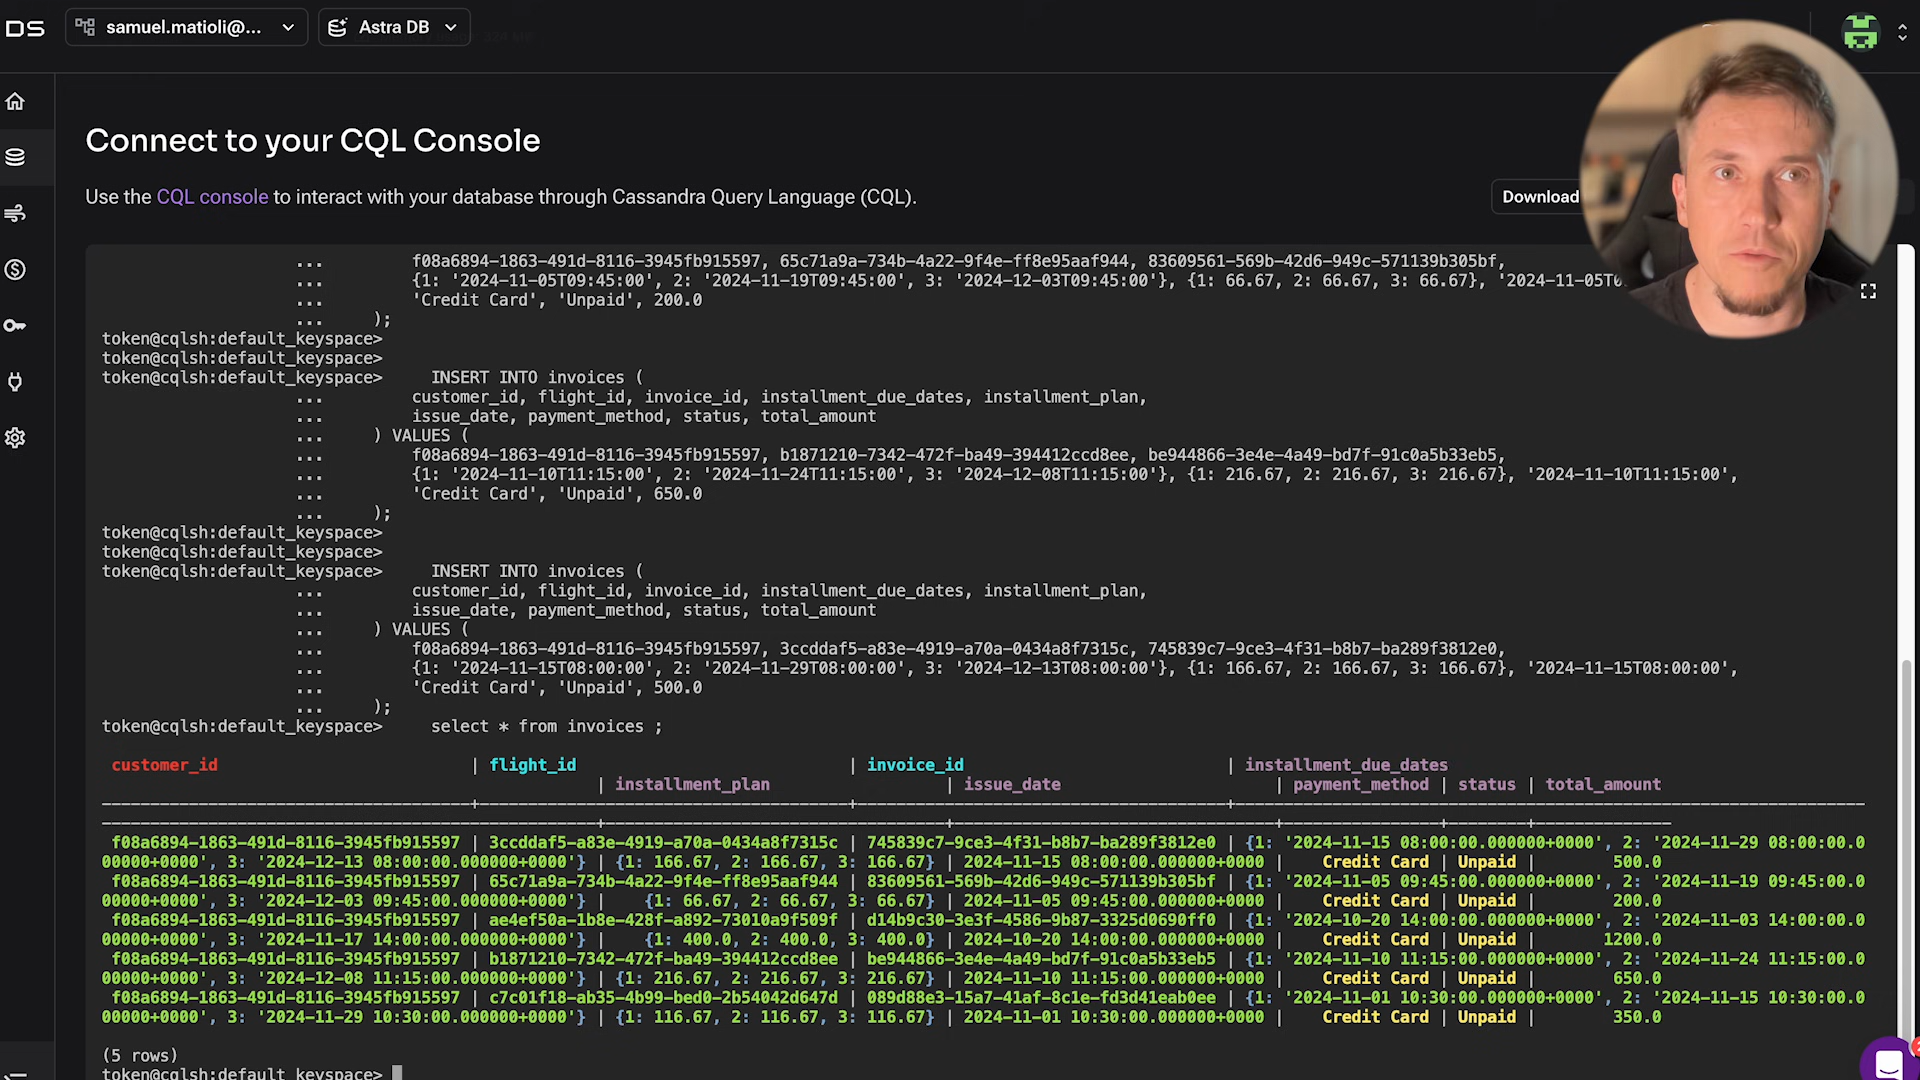 DS samuel.matioli@... Astra DB
Connect to your CQL Console
Use the CQL console to interact with your database through Cassandra Query Language (CQL).
Download
... f08a6894-1863-491d-8116-3945fb915597, 65c71a9a-734b-4a22-9f4e-ff8e95aaf944, 83609561-569b-42d6-949c-571139b305bf,
... {1: '2024-11-05T09:45:00', 2: '2024-11-19T09:45:00', 3: '2024-12-03T09:45:00'}, {1: 66.67, 2: 66.67, 3: 66.67}, '2024-11-05T0
... 'Credit Card', 'Unpaid', 200.0
... );
token@cqlsh:default_keyspace>
token@cqlsh:default_keyspace>
token@cqlsh:default_keyspace> INSERT INTO invoices (
... customer_id, flight_id, invoice_id, installment_due_dates, installment_plan,
... issue_date, payment_method, status, total_amount
... ) VALUES (
... f08a6894-1863-491d-8116-3945fb915597, b1871210-7342-472f-ba49-394412ccd8ee, be944866-3e4e-4a49-bd7f-91c0a5b33eb5,
... {1: '2024-11-10T11:15:00', 2: '2024-11-24T11:15:00', 3: '2024-12-08T11:15:00'}, {1: 216.67, 2: 216.67, 3: 216.67}, '2024-11-10T11:15:00',
... 'Credit Card', 'Unpaid', 650.0
... );
token@cqlsh:default_keyspace>
token@cqlsh:default_keyspace>
token@cqlsh:default_keyspace> INSERT INTO invoices (
... customer_id, flight_id, invoice_id, installment_due_dates, installment_plan,
... issue_date, payment_method, status, total_amount
... ) VALUES (
... f08a6894-1863-491d-8116-3945fb915597, 3ccddaf5-a83e-4919-a70a-0434a8f7315c, 745839c7-9ce3-4f31-b8b7-ba289f3812e0,
... {1: '2024-11-15T08:00:00', 2: '2024-11-29T08:00:00', 3: '2024-12-13T08:00:00'}, {1: 166.67, 2: 166.67, 3: 166.67}, '2024-11-15T08:00:00',
... 'Credit Card', 'Unpaid', 500.0
... );
token@cqlsh:default_keyspace> select * from invoices ;
customer_id | flight_id | invoice_id | installment_due_dates
| installment_plan | issue_date | payment_method | status | total_amount
f08a6894-1863-491d-8116-3945fb915597 | 3ccddaf5-a83e-4919-a70a-0434a8f7315c | 745839c7-9ce3-4f31-b8b7-ba289f3812e0 | {1: '2024-11-15 08:00:00.000000+0000', 2: '2024-11-29 08:00:00.0
00000+0000', 3: '2024-12-13 08:00:00.000000+0000'} | {1: 166.67, 2: 166.67, 3: 166.67} | 2024-11-15 08:00:00.000000+0000 | Credit Card | Unpaid | 500.0
f08a6894-1863-491d-8116-3945fb915597 | 65c71a9a-734b-4a22-9f4e-ff8e95aaf944 | 83609561-569b-42d6-949c-571139b305bf | {1: '2024-11-05 09:45:00.000000+0000', 2: '2024-11-19 09:45:00.0
00000+0000', 3: '2024-12-03 09:45:00.000000+0000'} | {1: 66.67, 2: 66.67, 3: 66.67} | 2024-11-05 09:45:00.000000+0000 | Credit Card | Unpaid | 200.0
f08a6894-1863-491d-8116-3945fb915597 | ae4ef50a-1b8e-428f-a892-73010a9f509f | d14b9c30-3e3f-4586-9b87-3325d0690ff0 | {1: '2024-10-20 14:00:00.000000+0000', 2: '2024-11-03 14:00:00.0
00000+0000', 3: '2024-11-17 14:00:00.000000+0000'} | {1: 400.0, 2: 400.0, 3: 400.0} | 2024-10-20 14:00:00.000000+0000 | Credit Card | Unpaid | 1200.0
f08a6894-1863-491d-8116-3945fb915597 | b1871210-7342-472f-ba49-394412ccd8ee | be944866-3e4e-4a49-bd7f-91c0a5b33eb5 | {1: '2024-11-10 11:15:00.000000+0000', 2: '2024-11-24 11:15:00.0
00000+0000', 3: '2024-12-08 11:15:00.000000+0000'} | {1: 216.67, 2: 216.67, 3: 216.67} | 2024-11-10 11:15:00.000000+0000 | Credit Card | Unpaid | 650.0
f08a6894-1863-491d-8116-3945fb915597 | c7c01f18-ab35-4b99-bed0-2b54042d647d | 089d88e3-15a7-41af-8c1e-fd3d41eab0ee | {1: '2024-11-01 10:30:00.000000+0000', 2: '2024-11-15 10:30:00.0
00000+0000', 3: '2024-11-29 10:30:00.000000+0000'} | {1: 116.67, 2: 116.67, 3: 116.67} | 2024-11-01 10:30:00.000000+0000 | Credit Card | Unpaid | 350.0
(5 rows)
token@cqlsh:default_keyspace>